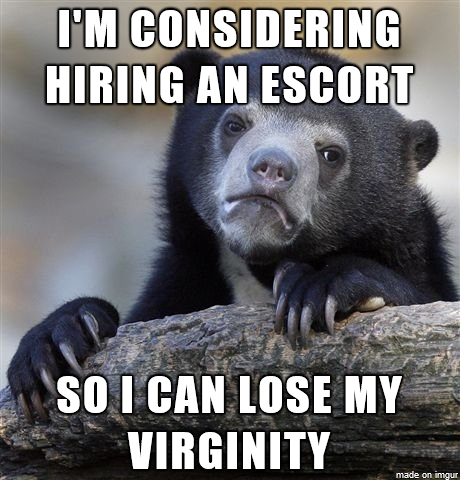 I'M CONSIDERING
HIRING AN ESCORT
SO I CAN LOSE MY
VIRGINITY
made on imgur